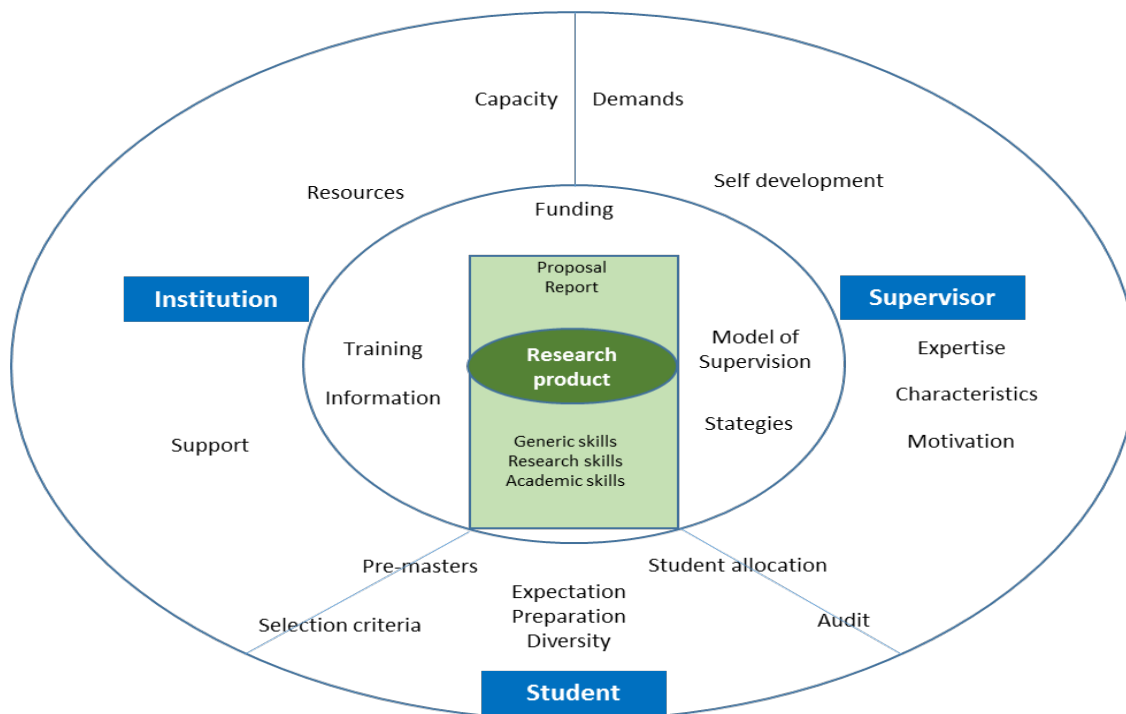 Capacity
Demands
Resources
Self development
Funding
Proposal
Report
Institution
Supervisor
Training
Research
product
Model of
Supervision
Expertise
Information
Characteristics
Stategies
Support
Generic skills
Research skills
Academic skills
Motivation
Pre-masters
Student allocation
Expectation
Preparation
Diversity
Selection criteria
Audit
Student